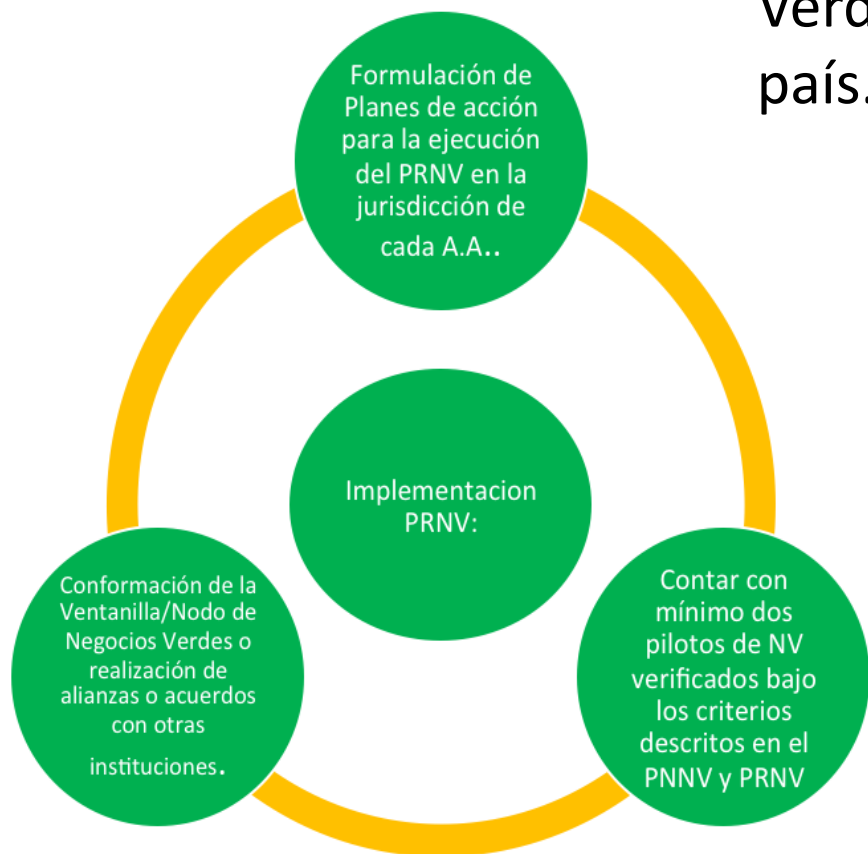 país.
Formulación de
Planes de acción
para la ejecución
del PRNV en la
jurisdicción de
cada A.A..
Implementacion
PRNV:
Conformación de la
Ventanilla/Nodo de
Negocios Verdes o
realización de
alianzas o acuerdos
con otras
instituciones.
Contar con
mínimo dos
pilotos de NV
verificados bajo
los criterios
descritos en el
PNNV y PRNV